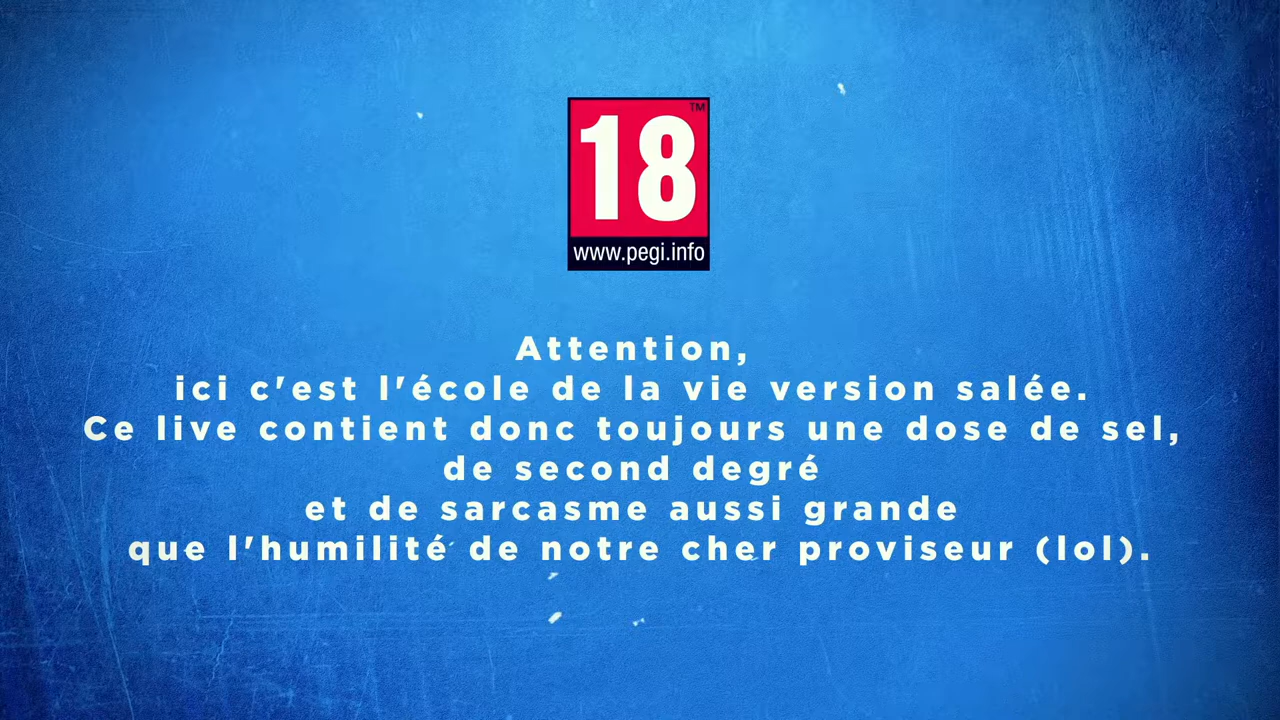 18
TM
www.pegi.info
Attention,
ici c'est l'école de la vie version salée.
Ce live contient donc toujours une dose de sel,
de second degré
et de sarcasme aussi grande
que l'humilité de notre cher proviseur (lol).